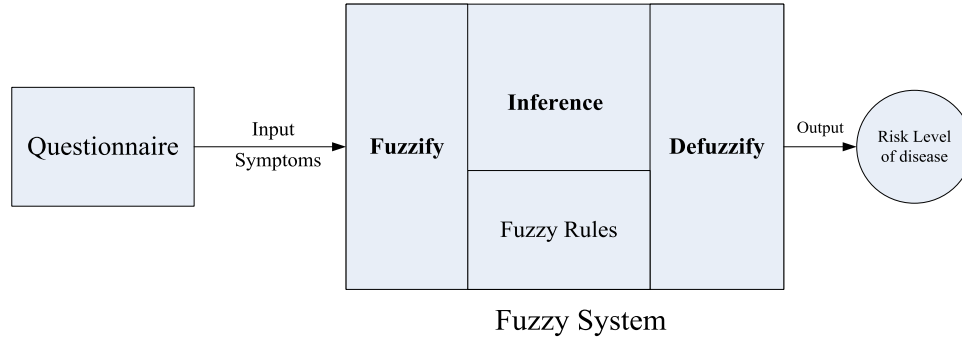 Questionnaire
Input
Symptoms
Fuzzify
Inference
Fuzzy Rules
Defuzzify
Output
Risk Level
of disease
Fuzzy System